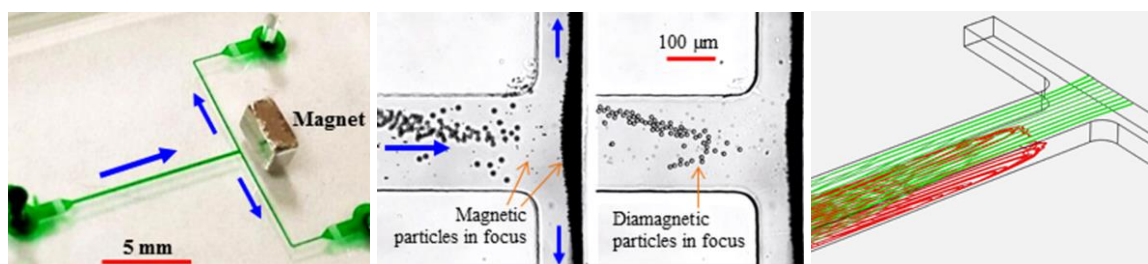 Magnet
5 mm
100 μm
Magnetic
particles in focus
Diamagnetic
particles in focus